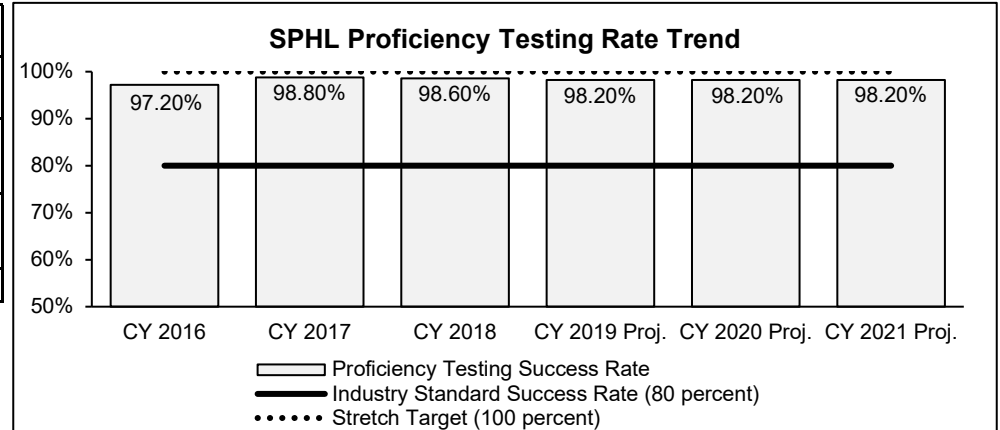 SPHL Proficiency Testing Rate Trend
100%
90%
80%
70%
60%
50%
97.20%
98.80%
98.60%
98.20%
98.20%
98.20%
CY 2016
CY 2017
CY 2018
CY 2019 Proj.
CY 2020 Proj.
CY 2021 Proj.
Proficiency Testing Success Rate
Industry Standard Success Rate (80 percent)
Stretch Target (100 percent)